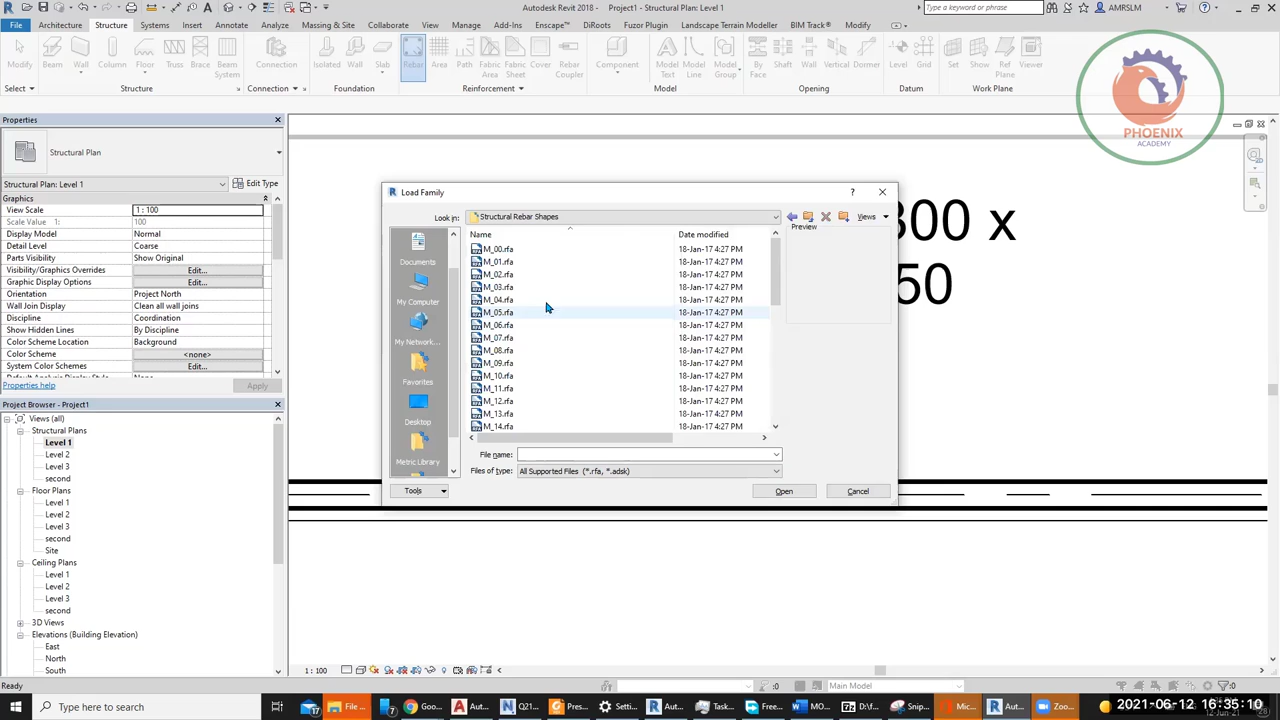 Autodesk Revit 2018 - Project1 - Structural Plan: Level 1
Type a keyword or phrase
AMRSLM
File Architecture Structure Systems Insert Annotate Analyze Massing & Site Collaborate View Manage Add-Ins Enscape™ DiRoots Fuzor Plugin Landscape Terrain Modeller BIM Track® Modify
Modify Beam Wall Column Floor Truss Brace Beam System Connection Isolated Wall Slab Rebar Area Path Fabric Area Fabric Sheet Cover Rebar Coupler Component Model Text Model Line Model Group By Face Shaft Wall Vertical Dormer Level Grid Set Show Ref Plane Viewer
Select Structure Connection Foundation Reinforcement Model Opening Datum Work Plane
PHOENIX
ACADEMY
Properties
Structural Plan
Structural Plan: Level 1 Edit Type
Graphics
View Scale 1 : 100
Scale Value 1: 100
Display Model Normal
Detail Level Coarse
Parts Visibility Show Original
Visibility/Graphics Overrides Edit...
Graphic Display Options Edit...
Orientation Project North
Wall Join Display Clean all wall joins
Discipline Coordination
Show Hidden Lines By Discipline
Color Scheme Location Background
Color Scheme <none>
System Color Schemes Edit...
Properties help Apply
Project Browser - Project1
Views (all)
Structural Plans
Level 1
Level 2
Level 3
second
Floor Plans
Level 1
Level 2
Level 3
second
Site
Ceiling Plans
Level 1
Level 2
Level 3
second
3D Views
Elevations (Building Elevation)
East
North
South
Load Family
Look in: Structural Rebar Shapes Views
Name Date modified Preview
M_00.rfa 18-Jan-17 4:27 PM
M_01.rfa 18-Jan-17 4:27 PM
M_02.rfa 18-Jan-17 4:27 PM
M_03.rfa 18-Jan-17 4:27 PM
M_04.rfa 18-Jan-17 4:27 PM
M_05.rfa 18-Jan-17 4:27 PM
M_06.rfa 18-Jan-17 4:27 PM
M_07.rfa 18-Jan-17 4:27 PM
M_08.rfa 18-Jan-17 4:27 PM
M_09.rfa 18-Jan-17 4:27 PM
M_10.rfa 18-Jan-17 4:27 PM
M_11.rfa 18-Jan-17 4:27 PM
M_12.rfa 18-Jan-17 4:27 PM
M_13.rfa 18-Jan-17 4:27 PM
M_14.rfa 18-Jan-17 4:27 PM
Documents
My Computer
My Network...
Favorites
Desktop
Metric Library
File name:
Files of type: All Supported Files (*.rfa, *.adsk)
Tools Open Cancel
300 x
50
1 : 100
Ready :0 Main Model :0
Type here to search
File ... Goo... Aut... Q21... Pro... Setti... Aut... Task... Free... MO... D:\f... Snip... Mic... Aut... Zoo...
2021-06-12 16:35:10